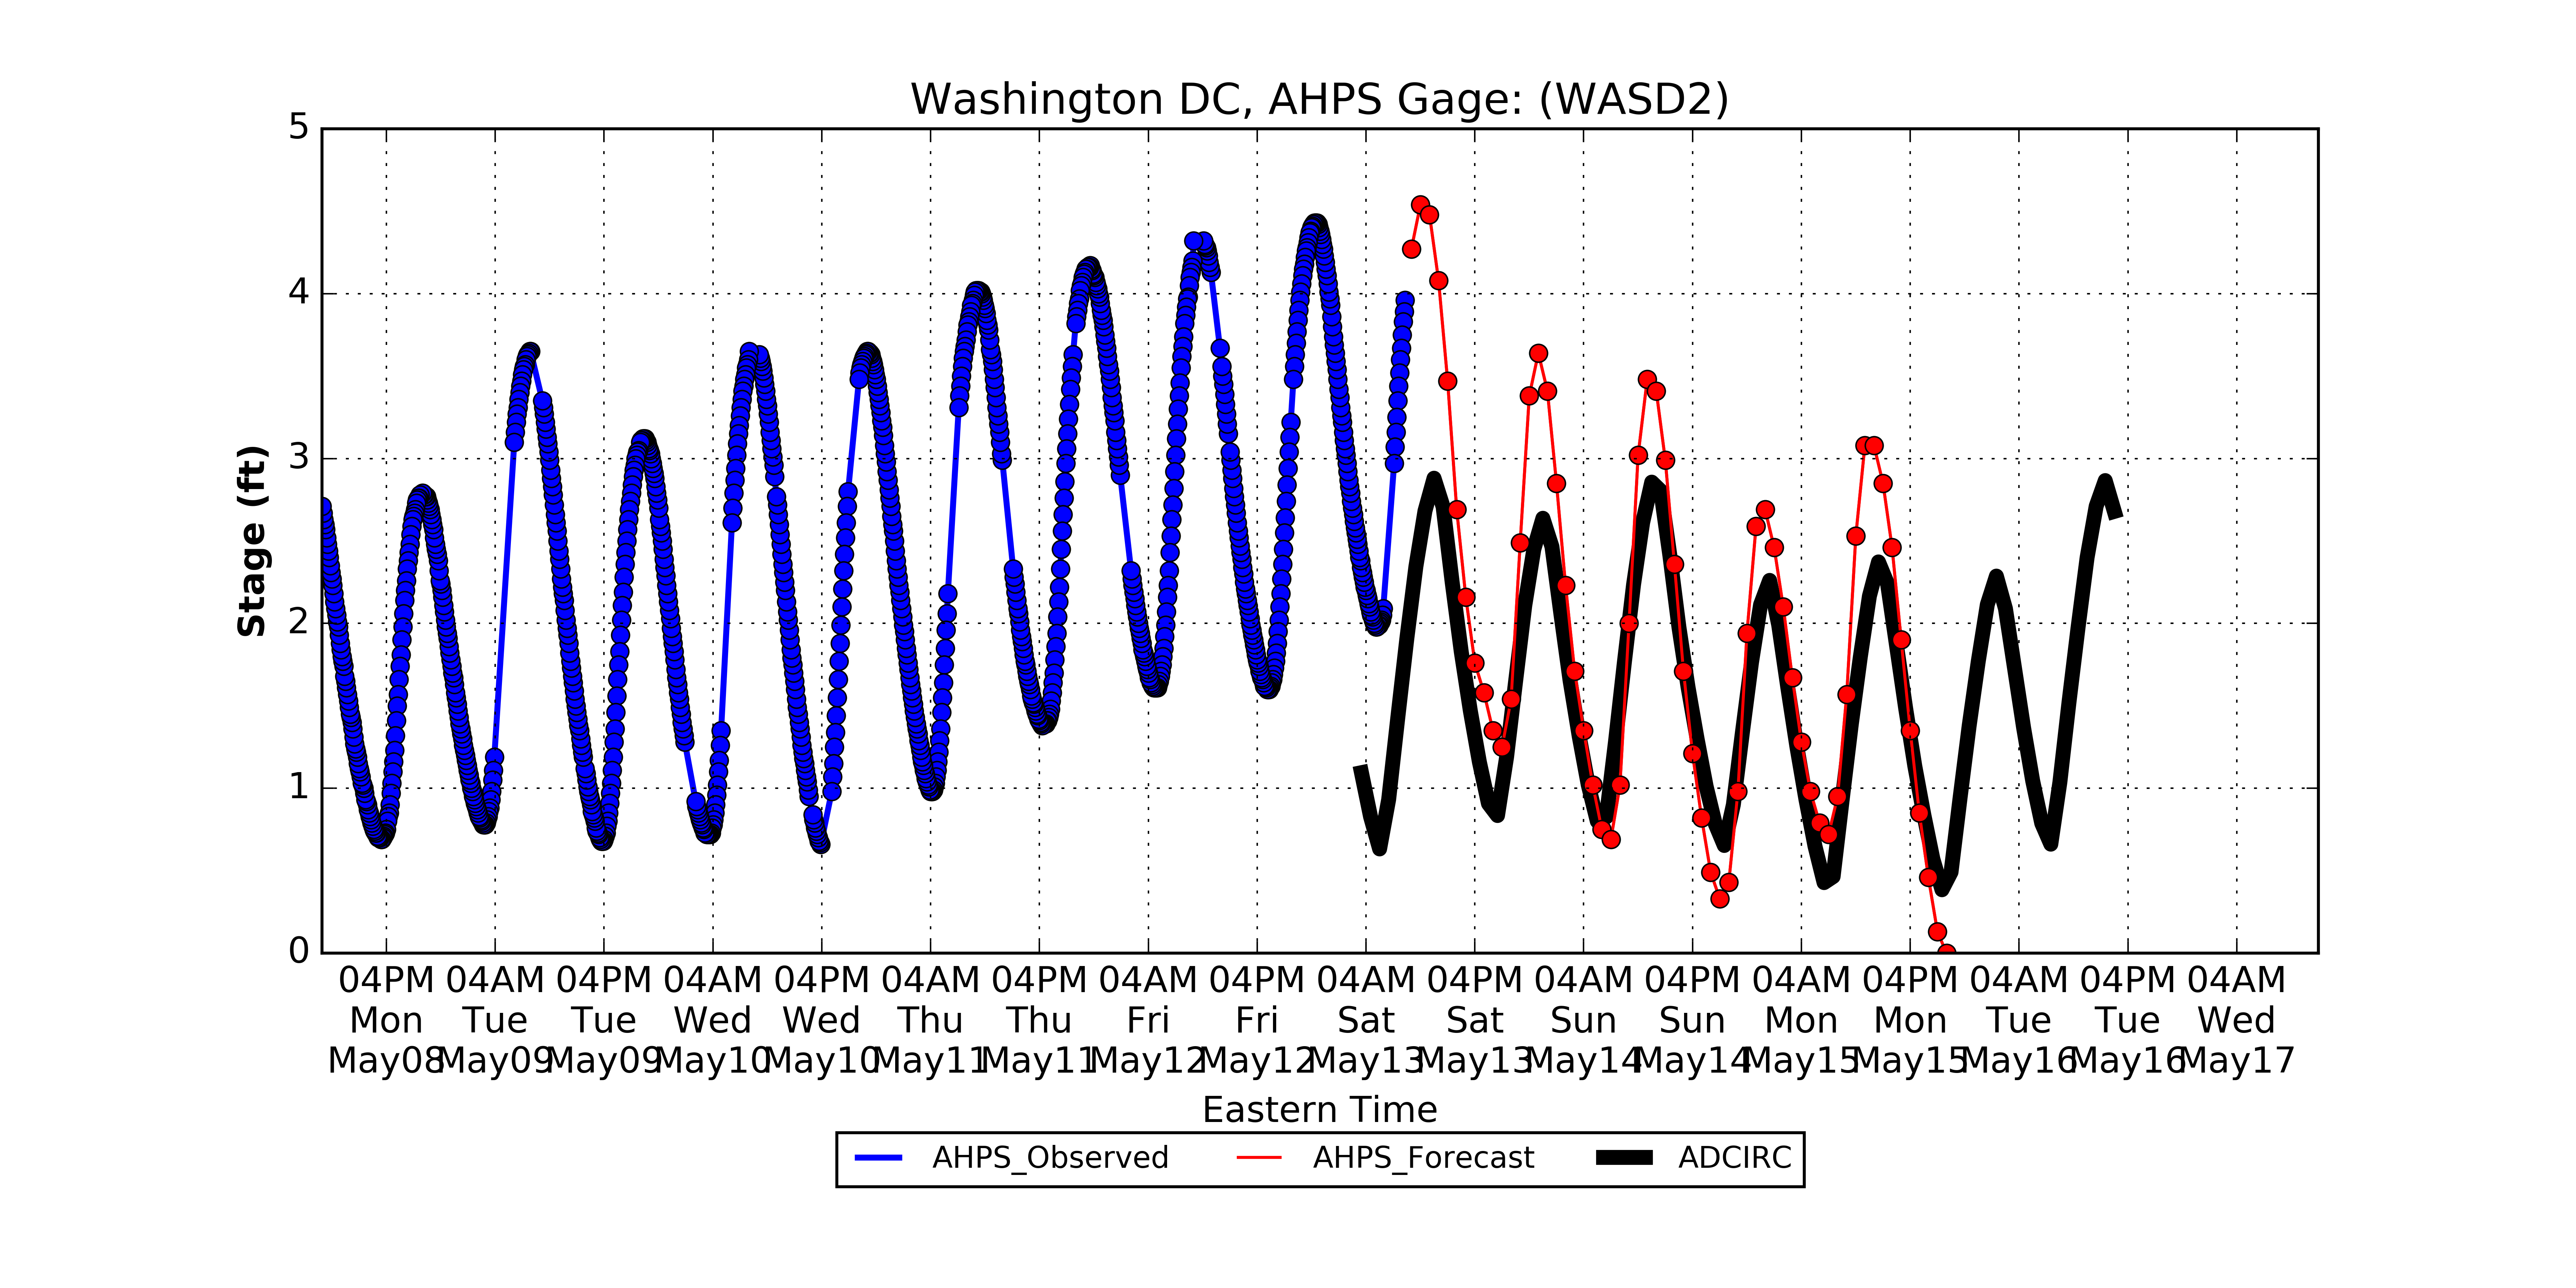 Washington DC, AHPS Gage: (WASD2)
5
4
3
2
1
0
Stage (ft)
04PM 04AM 04PM 04AM 04PM 04AM 04PM 04AM 04PM 04AM 04PM 04AM 04PM 04AM 04PM 04AM 04PM 04AM
Mon Tue Tue Wed Wed Thu Thu Fri Fri Sat Sat Sun Sun Mon Mon Tue Tue Wed
May08 May09 May09 May10 May10 May11 May11 May12 May12 May13 May13 May14 May14 May15 May15 May16 May16 May17
Eastern Time
AHPS_Observed AHPS_Forecast ADCIRC